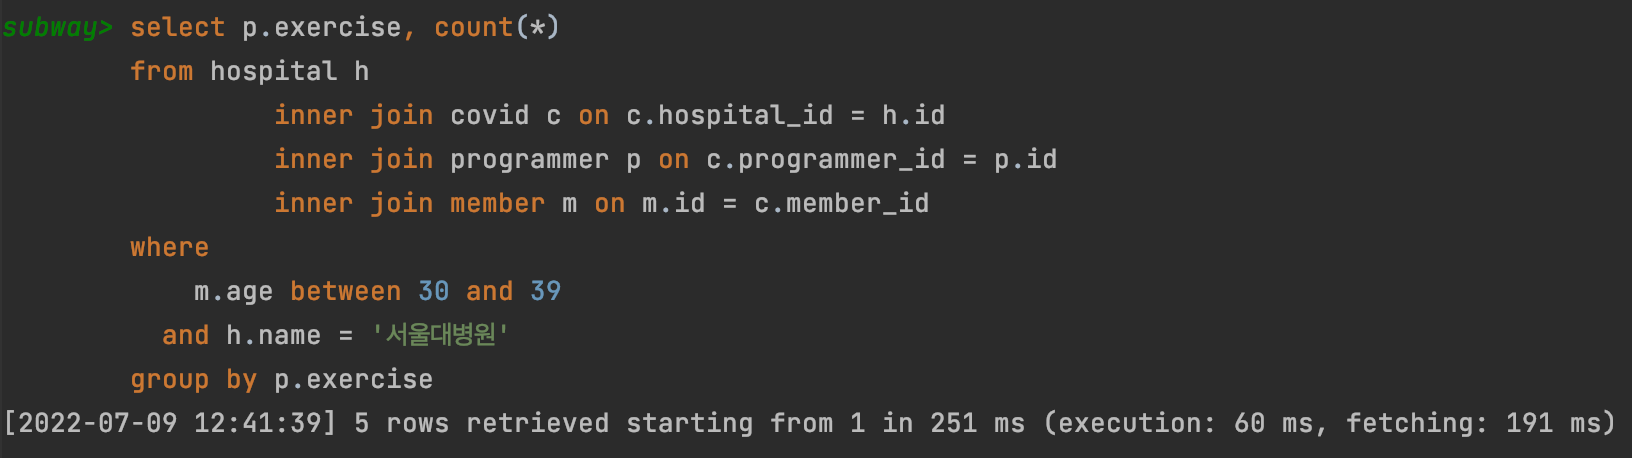 subway> select p.exercise, count(*)
from hospital h
inner join covid c on c.hospital_id = h.id
inner join programmer p on c.programmer_id = p.id
inner join member m on m.id = c.member_id
where
m.age between 30 and 39
and h.name = '서울대병원'
group by p.exercise
[2022-07-09 12:41:39] 5 rows retrieved starting from 1 in 251 ms (execution: 60 ms, fetching: 191 ms)